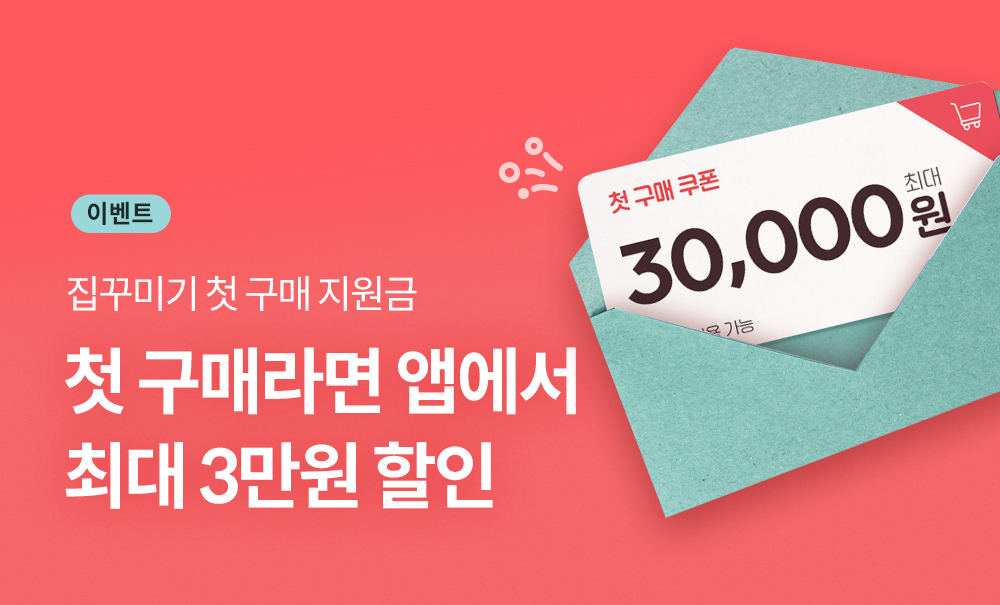 이벤트
집꾸미기 첫 구매 지원금
첫 구매라면 앱에서
최대 3만원 할인
첫 구매 쿠폰
최대
30,000원
가능